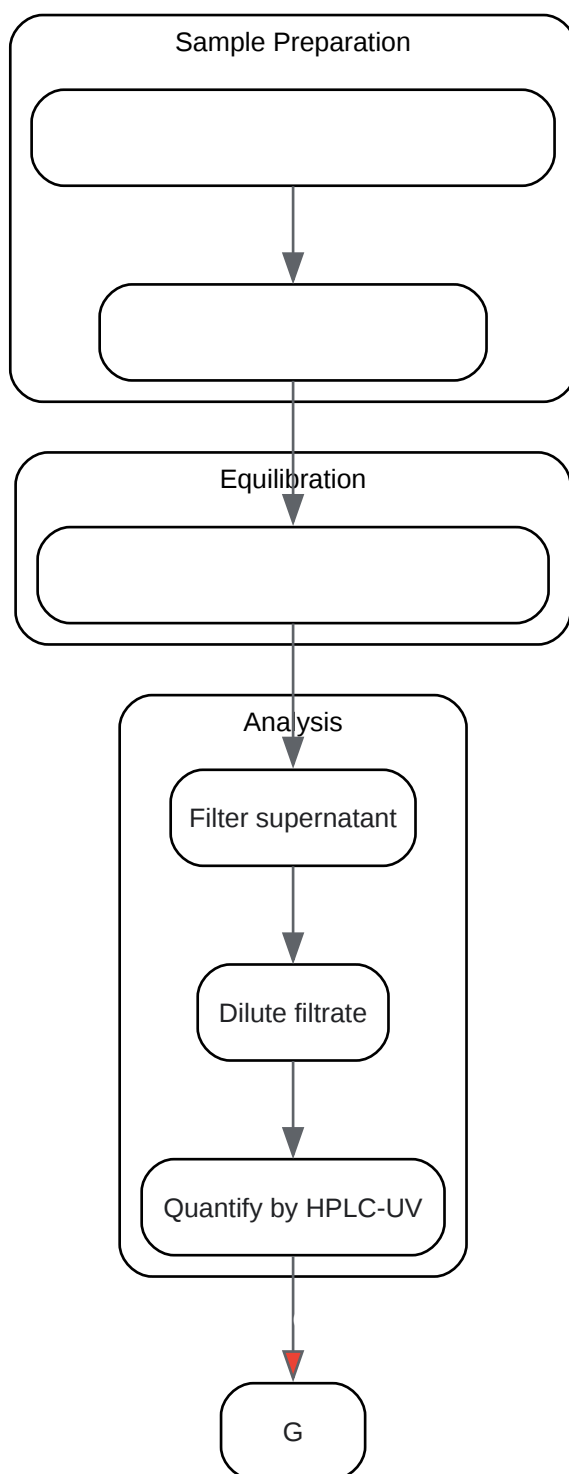 Sample Preparation
Equilibration
Analysis
Filter supernatant
Dilute filtrate
Quantify by HPLC-UV
G